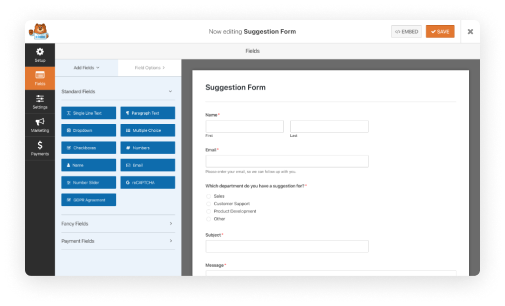 Now editing Suggestion Form
</> EMBED
SAVE
Setup
Fields
Settings
Marketing
Payments
Fields
Add Fields
Field Options
Standard Fields
Single Line Text
Paragraph Text
Dropdown
Multiple Choice
Checkboxes
Numbers
Name
Email
Number Slider
reCAPTCHA
GDPR Agreement
Fancy Fields
Payment Fields
Suggestion Form
Name *
First
Last
Email *
Please enter your email, so we can follow up with you.
Which department do you have a suggestion for? *
Sales
Customer Support
Product Development
Other
Subject *
Message *